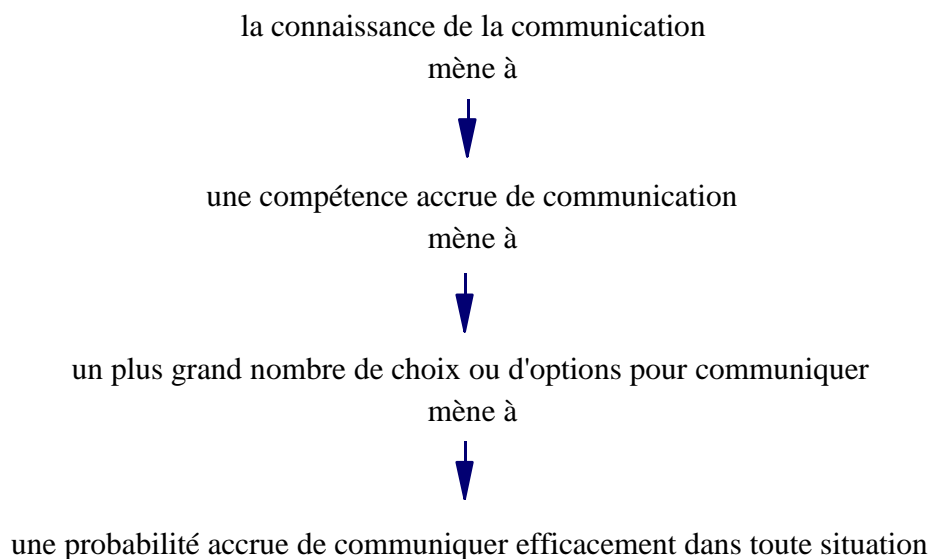 la connaissance de la communication
mène à
une compétence accrue de communication
mène à
un plus grand nombre de choix ou d'options pour communiquer
mène à
une probabilité accrue de communiquer efficacement dans toute situation